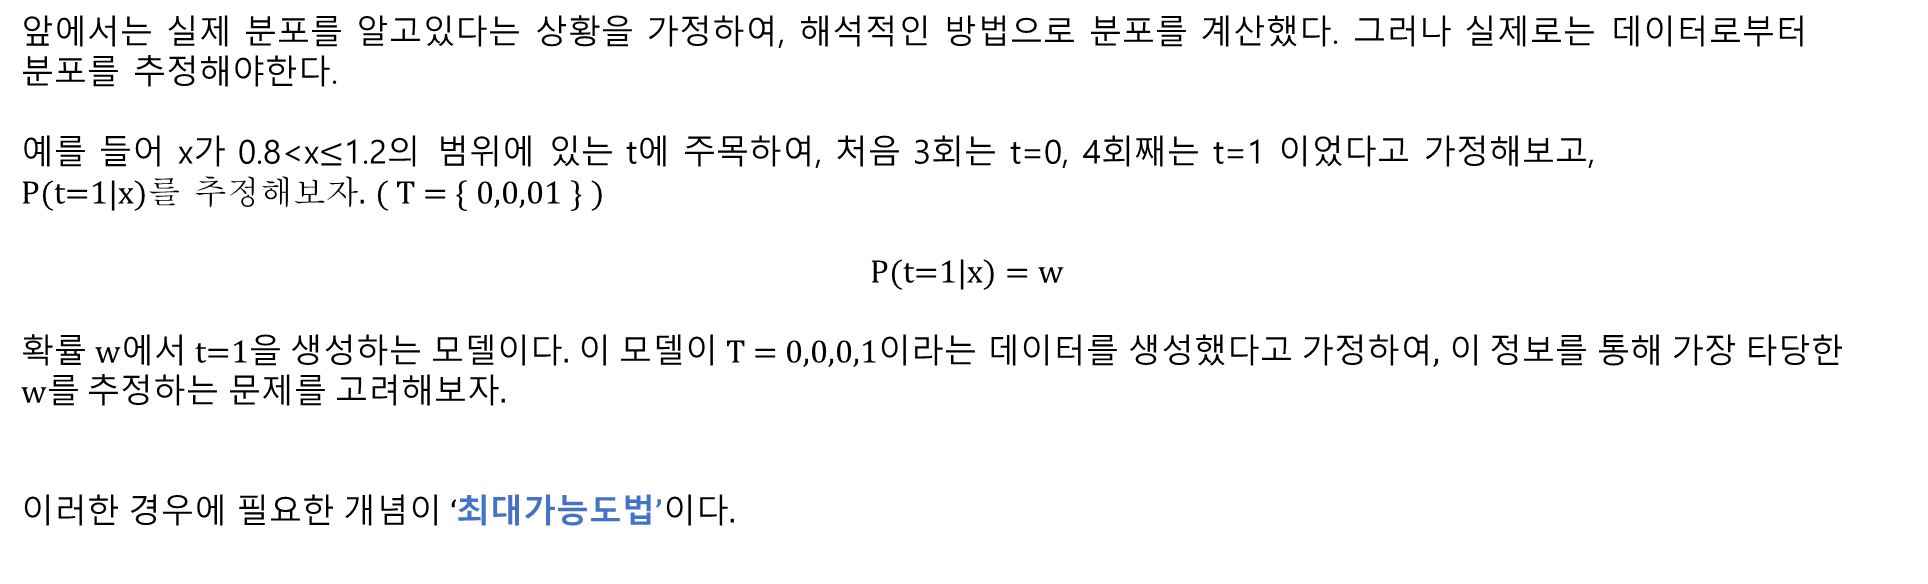 앞에서는 실제 분포를 알고있다는 상황을 가정하여, 해석적인 방법으로 분포를 계산했다. 그러나 실제로는 데이터로부터
분포를 추정해야한다.
예를 들어 x가 0.8<x≤1.2의 범위에 있는 t에 주목하여, 처음 3회는 t=0, 4회째는 t=1 이었다고 가정해보고,
P(t=1|x)를 추정해보자. ( T = { 0,0,01 } )
P(t=1|x) = w
확률 w에서 t=1을 생성하는 모델이다. 이 모델이 T = 0,0,0,1이라는 데이터를 생성했다고 가정하여, 이 정보를 통해 가장 타당한
w를 추정하는 문제를 고려해보자.
이러한 경우에 필요한 개념이 ‘최대가능도법’이다.